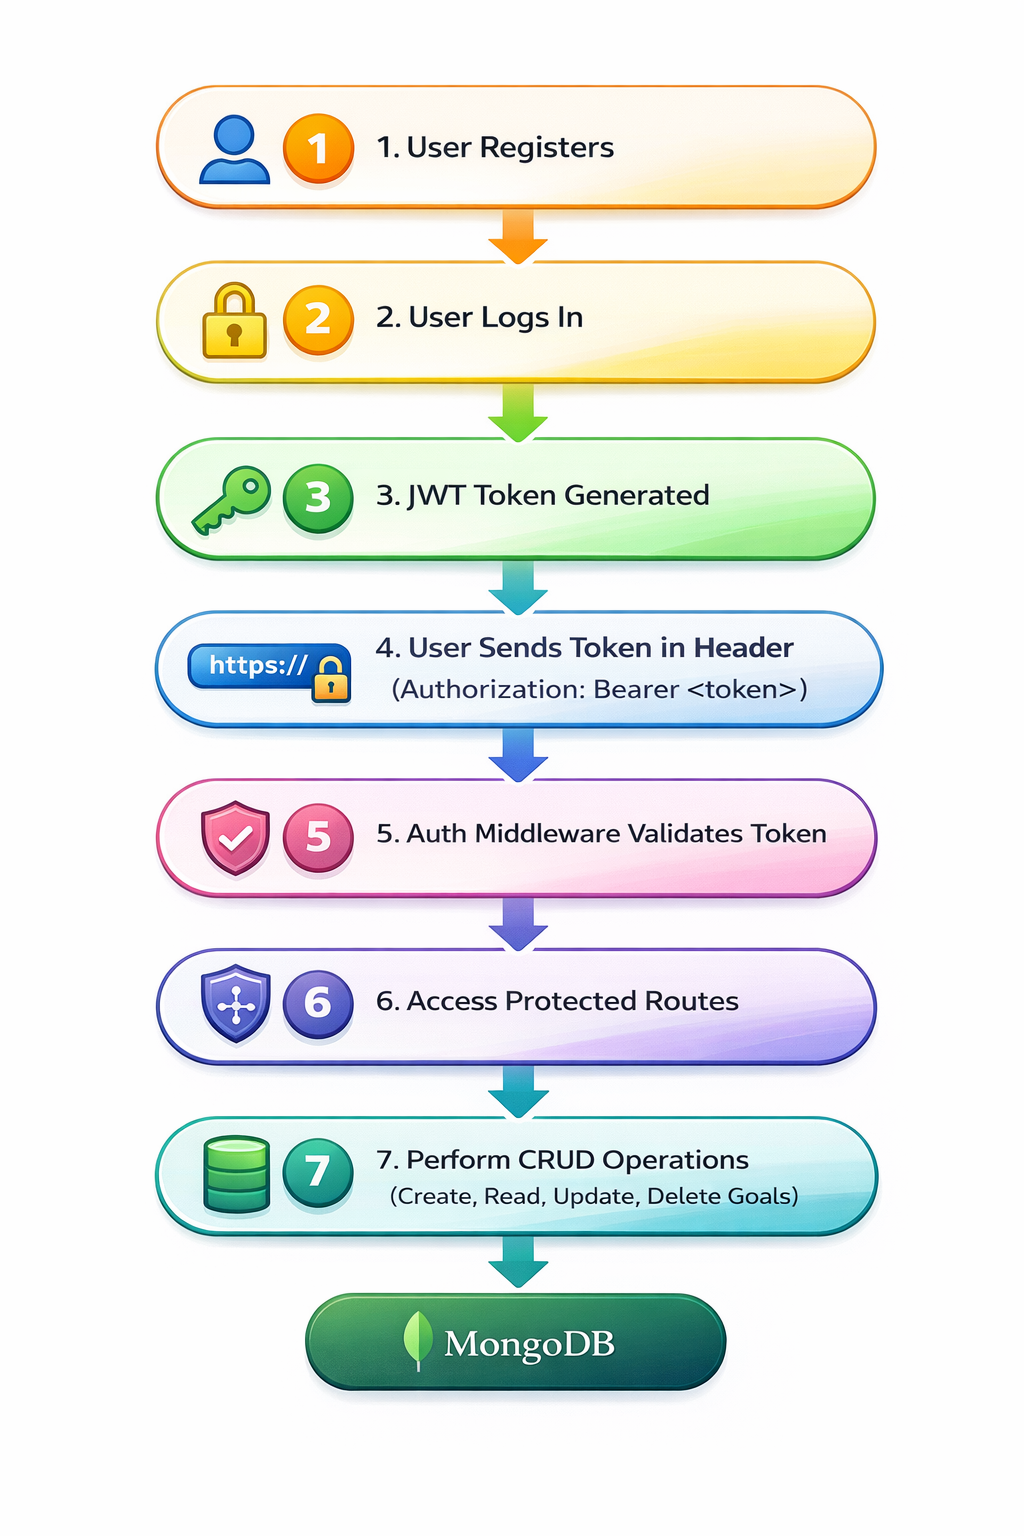 1
1. User Registers
2
2. User Logs In
3
3. JWT Token Generated
https://
4. User Sends Token in Header
(Authorization: Bearer <token>)
5
5. Auth Middleware Validates Token
6
6. Access Protected Routes
7
7. Perform CRUD Operations
(Create, Read, Update, Delete Goals)
MongoDB